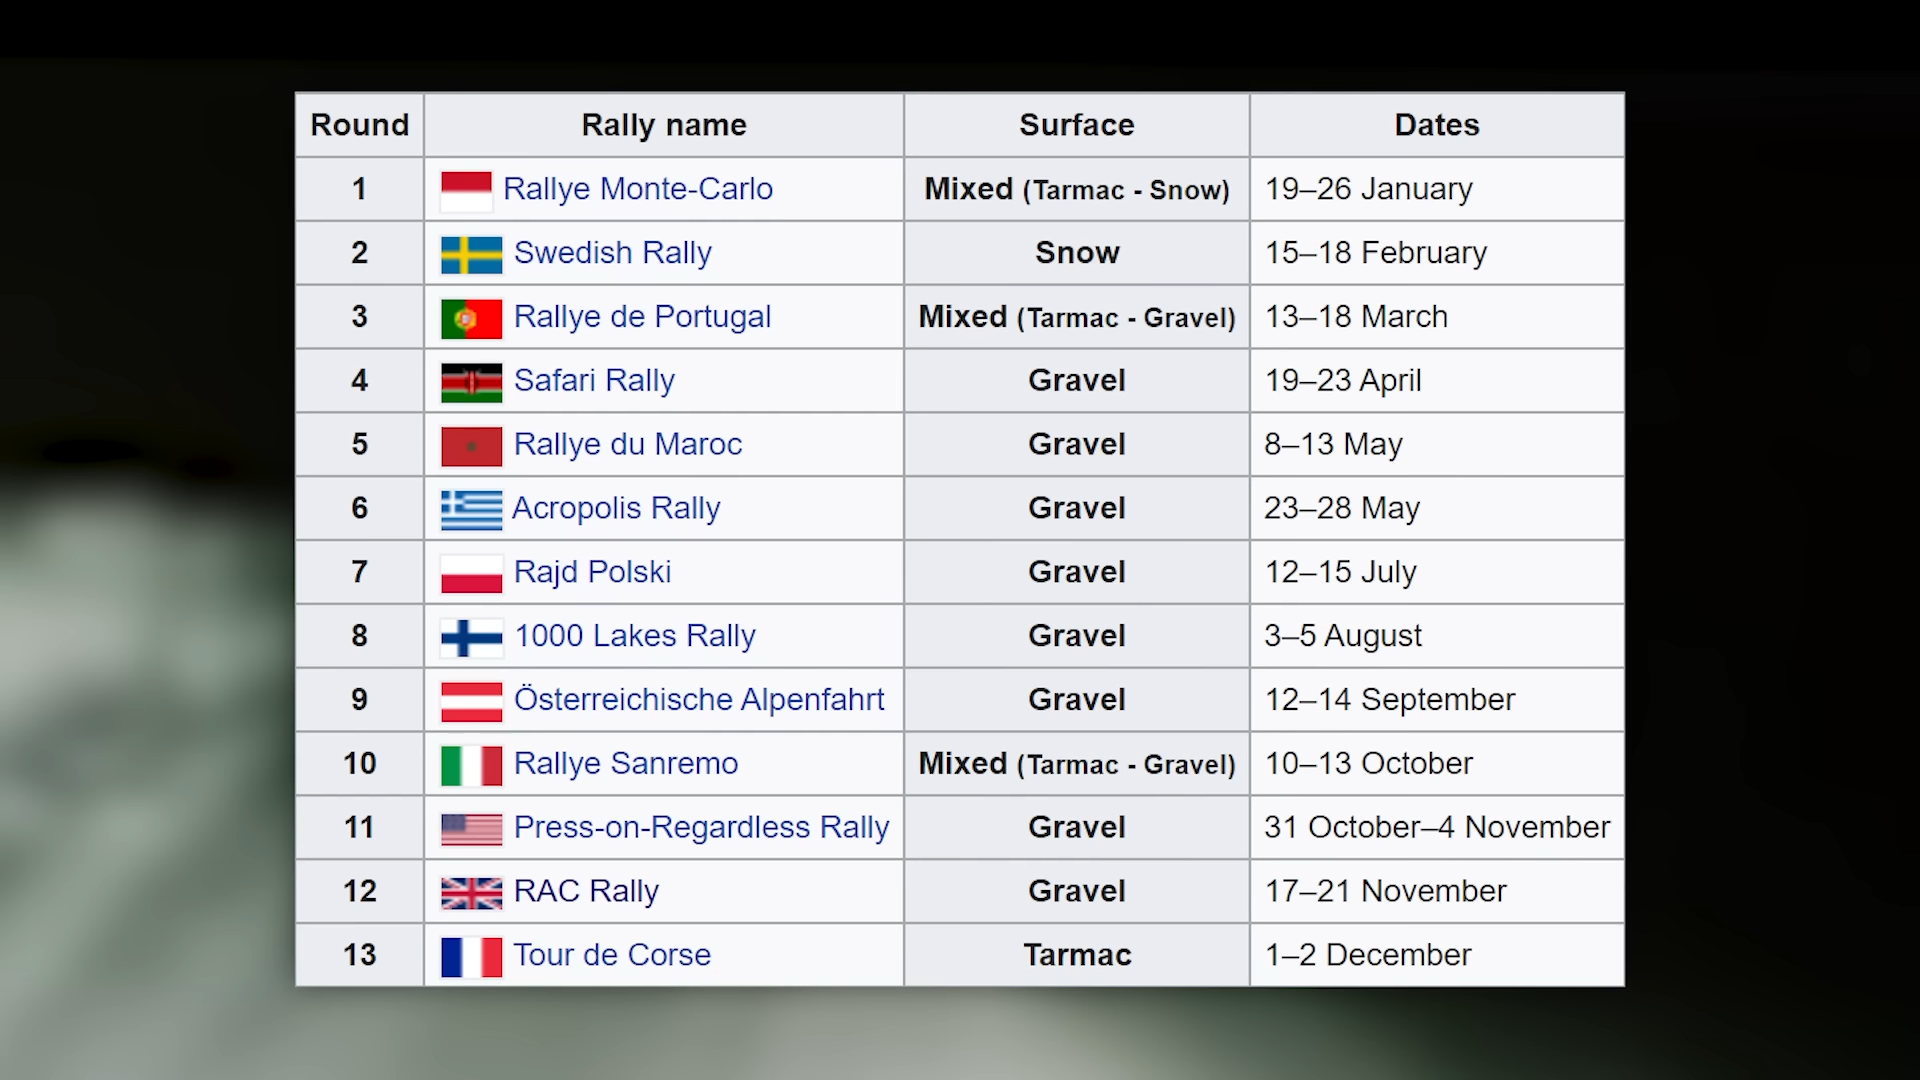 Round Rally name Surface Dates
1 Rallye Monte-Carlo Mixed (Tarmac - Snow) 19–26 January
2 Swedish Rally Snow 15–18 February
3 Rallye de Portugal Mixed (Tarmac - Gravel) 13–18 March
4 Safari Rally Gravel 19–23 April
5 Rallye du Maroc Gravel 8–13 May
6 Acropolis Rally Gravel 23–28 May
7 Rajd Polski Gravel 12–15 July
8 1000 Lakes Rally Gravel 3–5 August
9 Österreichische Alpenfahrt Gravel 12–14 September
10 Rallye Sanremo Mixed (Tarmac - Gravel) 10–13 October
11 Press-on-Regardless Rally Gravel 31 October–4 November
12 RAC Rally Gravel 17–21 November
13 Tour de Corse Tarmac 1–2 December